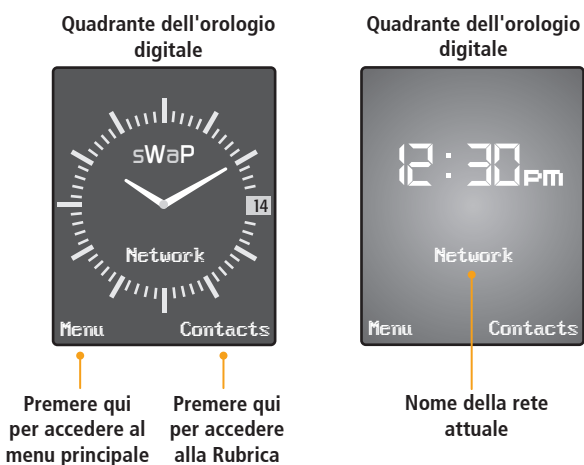 Quadrante dell'orologio
digitale
Quadrante dell'orologio
digitale
sWaP
14
Network
Menu
Contacts
12:30pm
Network
Menu
Contacts
Premere qui
per accedere al
menu principale
Premere qui
per accedere
alla Rubrica
Nome della rete
attuale